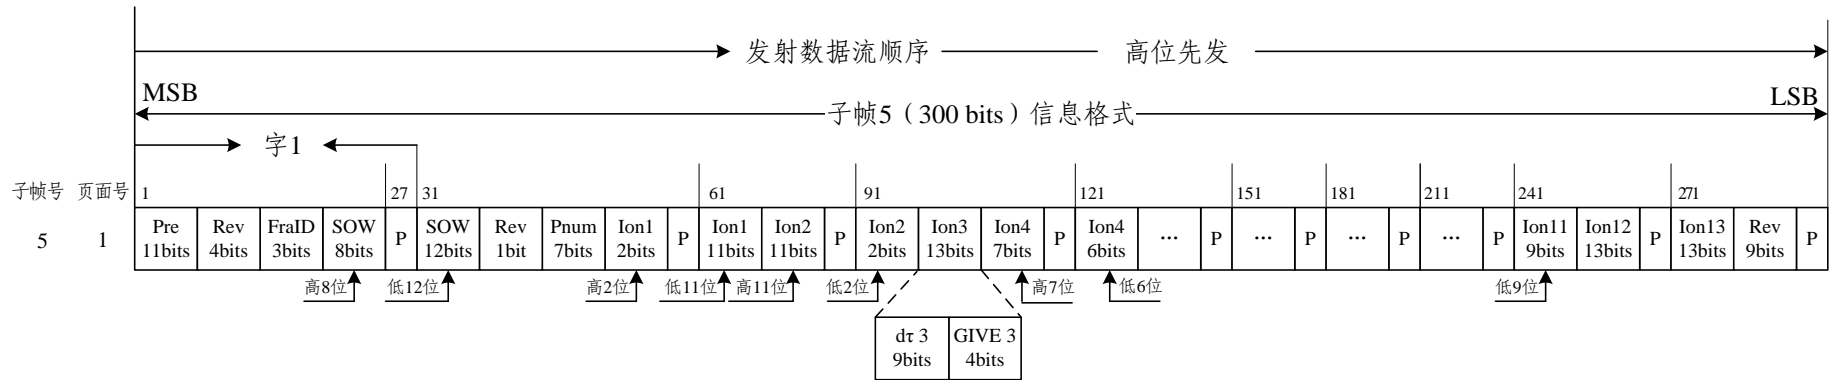 发射数据流顺序 高位先发
MSB LSB
子帧5（300 bits）信息格式
字1
子帧号 页面号 1 27 31 61 91 121 151 181 211 241 271
Pre Rev FraID SOW P SOW Rev Pnum Ion1 P Ion1 Ion2 P Ion2 Ion3 Ion4 P Ion4 ... P ... P ... P ... P Ion11 Ion12 P Ion13 Rev P
5 1 11bits 4bits 3bits 8bits 12bits 1bit 7bits 2bits 11bits 11bits 2bits 13bits 7bits 6bits 9bits 13bits 13bits 9bits
高8位 低12位 高2位 低11位 高11位 低2位 高7位 低6位 低9位
dτ 3 GIVE 3
9bits 4bits